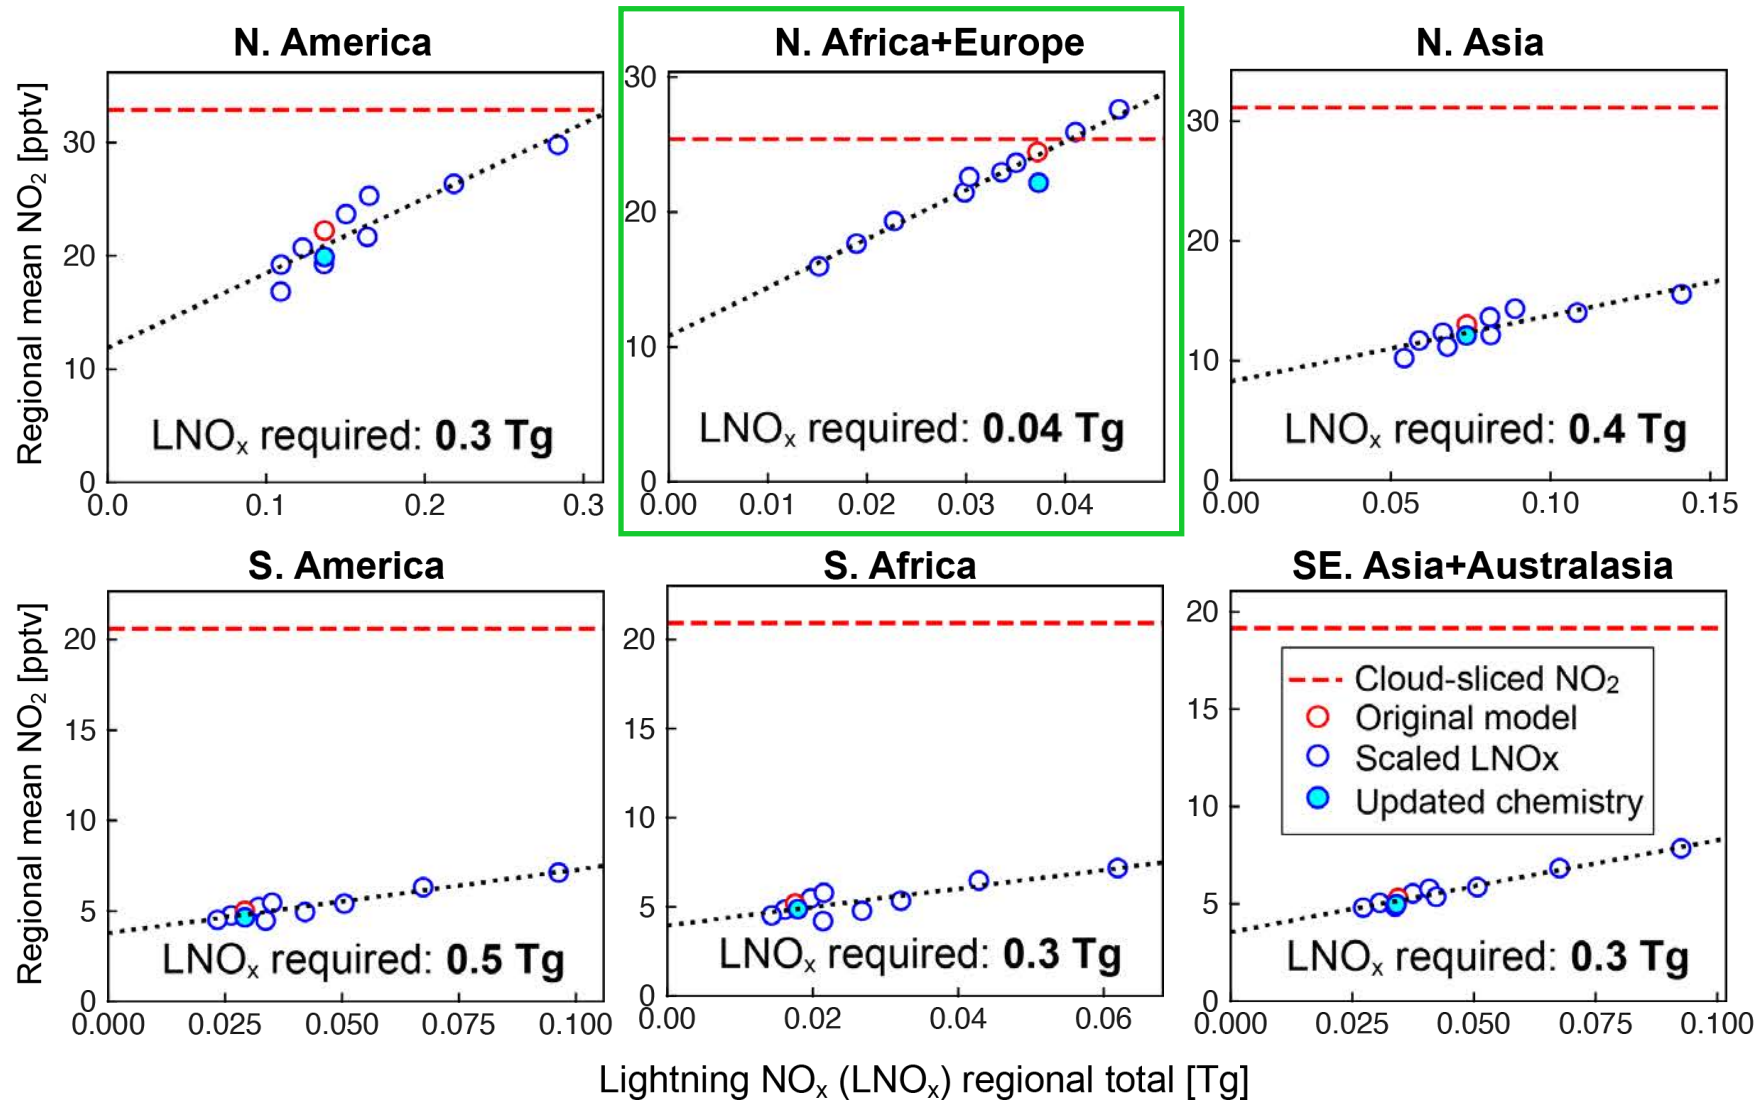 N. America
N. Africa+Europe
N. Asia
Regional mean NO₂ [pptv]
30
20
10
0
0.0 0.1 0.2 0.3
LNOₓ required: 0.3 Tg
30
20
10
0
0.00 0.01 0.02 0.03 0.04
LNOₓ required: 0.04 Tg
30
20
10
0
0.00 0.05 0.10 0.15
LNOₓ required: 0.4 Tg
S. America
S. Africa
SE. Asia+Australasia
Regional mean NO₂ [pptv]
20
15
10
5
0
0.000 0.025 0.050 0.075 0.100
LNOₓ required: 0.5 Tg
20
15
10
5
0
0.00 0.02 0.04 0.06
LNOₓ required: 0.3 Tg
20
15
10
5
0
0.000 0.025 0.050 0.075 0.100
Cloud-sliced NO₂
Original model
Scaled LNOx
Updated chemistry
LNOₓ required: 0.3 Tg
Lightning NOₓ (LNOₓ) regional total [Tg]